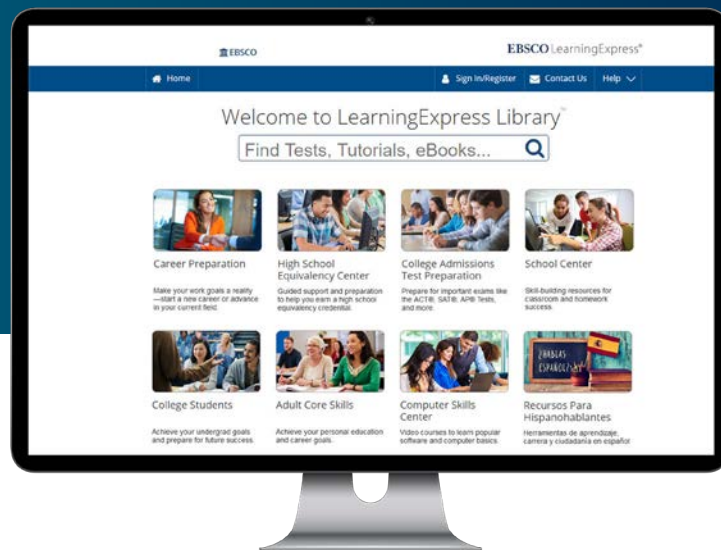 EBSCO
EBSCO LearningExpress®
Home
Sign In/Register
Contact Us
Help
Welcome to LearningExpress Library™
Find Tests, Tutorials, eBooks...
Career Preparation
Make your work goals a reality
—start a new career or advance
in your current field.
High School
Equivalency Center
Guided support and preparation
to help you earn a high school
equivalency credential.
College Admissions
Test Preparation
Prepare for important exams like
the ACT®, SAT®, AP® Tests,
and more.
School Center
Skill-building resources for
classroom and homework
success.
College Students
Achieve your undergrad goals
and prepare for future success.
Adult Core Skills
Achieve your personal education
and career goals.
Computer Skills
Center
Video courses to learn popular
software and computer basics.
¿HABLAS
ESPAÑOL?
Recursos Para
Hispanohablantes
Herramientas de aprendizaje,
carrera y ciudadanía en español.